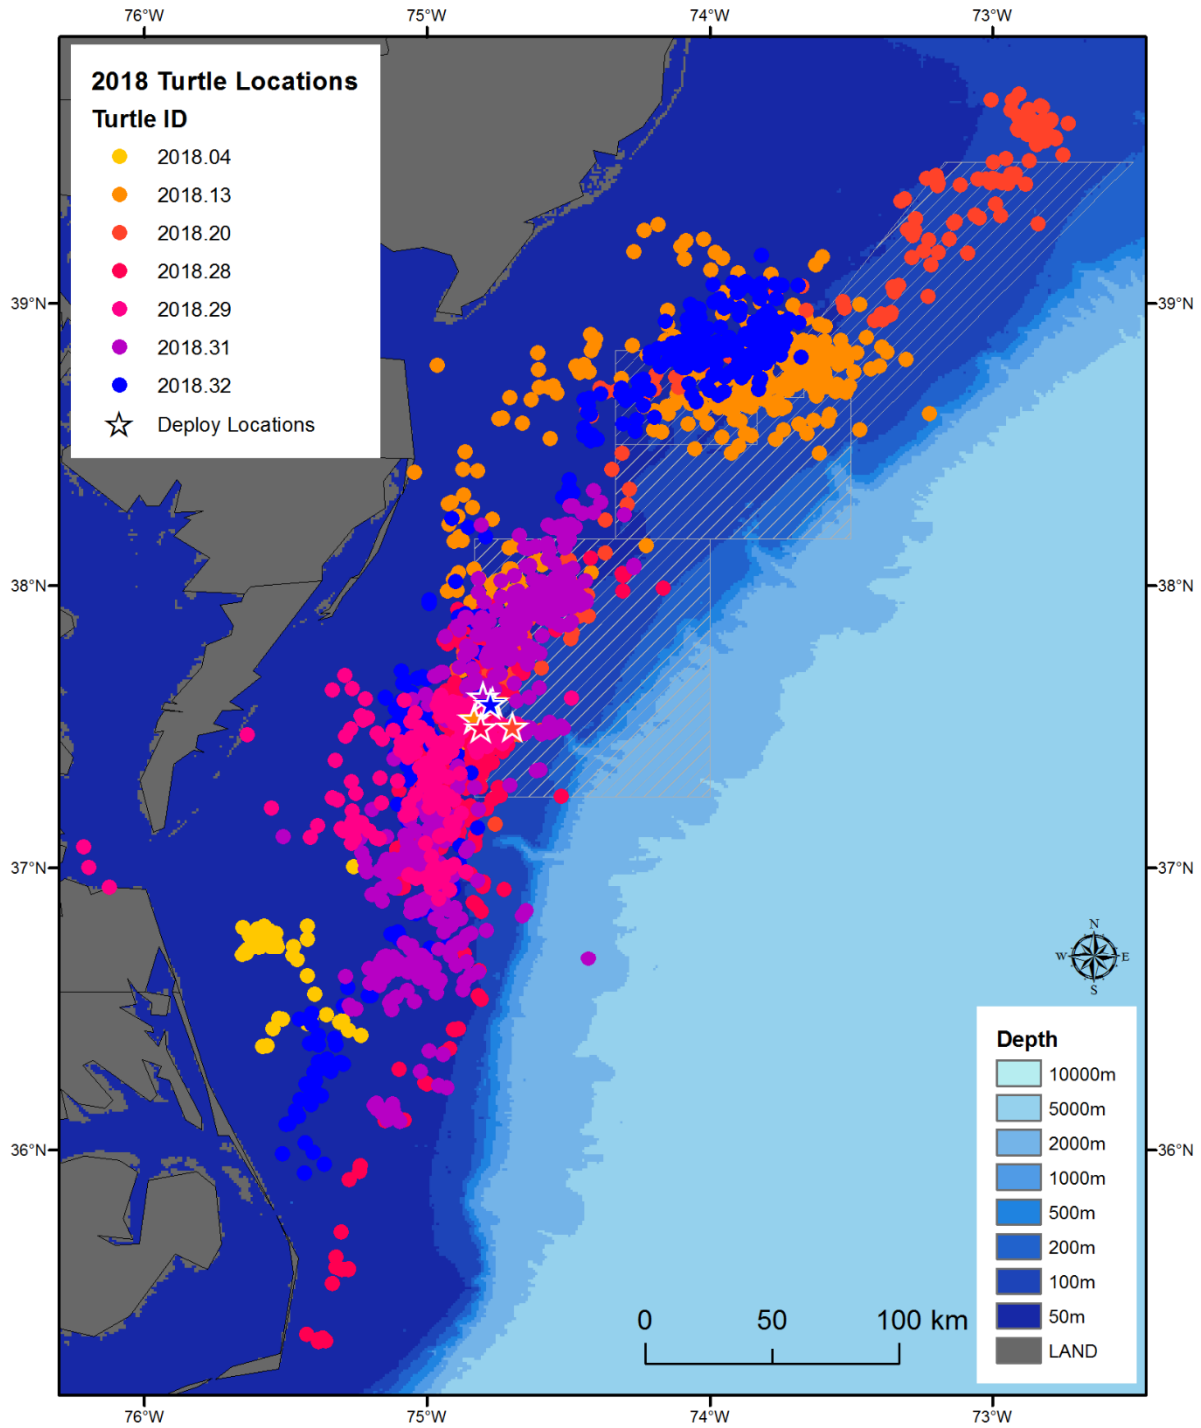 76°W 75°W 74°W 73°W
2018 Turtle Locations
Turtle ID
2018.04
2018.13
2018.20
2018.28
2018.29
2018.31
2018.32
Deploy Locations
39°N 39°N
38°N 38°N
37°N 37°N
N
W E
S
Depth
10000m
5000m
2000m
1000m
500m
200m
100m
50m
LAND
36°N 36°N
0 50 100 km
76°W 75°W 74°W 73°W